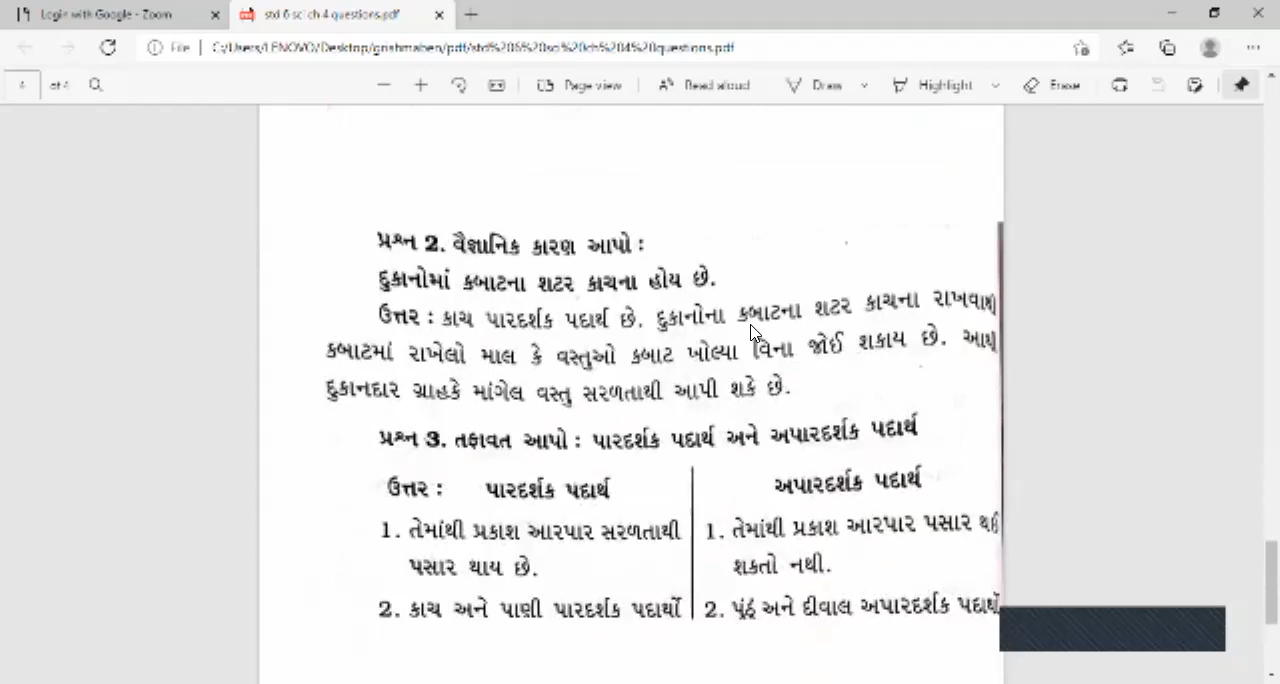 Login with Google - Zoom
std 6 sci ch 4 questions.pdf
File C:/Users/LENOVO/Desktop/grishmaben/pdf/std%206%20sci%20ch%204%20questions.pdf
Page view Read aloud Draw Highlight Erase
પ્રશ્ન 2. વૈજ્ઞાનિક કારણ આપો :
દુકાનોમાં કબાટના શટર કાચના હોય છે.
ઉત્તર : કાચ પારદર્શક પદાર્થ છે. દુકાનોના કબાટના શટર કાચના રાખવાથી
કબાટમાં રાખેલો માલ કે વસ્તુઓ કબાટ ખોલ્યા વિના જોઈ શકાય છે. આથી
દુકાનદાર ગ્રાહકે માંગેલ વસ્તુ સરળતાથી આપી શકે છે.
પ્રશ્ન 3. તફાવત આપો : પારદર્શક પદાર્થ અને અપારદર્શક પદાર્થ
ઉત્તર : પારદર્શક પદાર્થ
1. તેમાંથી પ્રકાશ આરપાર સરળતાથી
પસાર થાય છે.
2. કાચ અને પાણી પારદર્શક પદાર્થો
અપારદર્શક પદાર્થ
1. તેમાંથી પ્રકાશ આરપાર પસાર થઈ
શકતો નથી.
2. પૂંઠું અને દીવાલ અપારદર્શક પદાર્થો